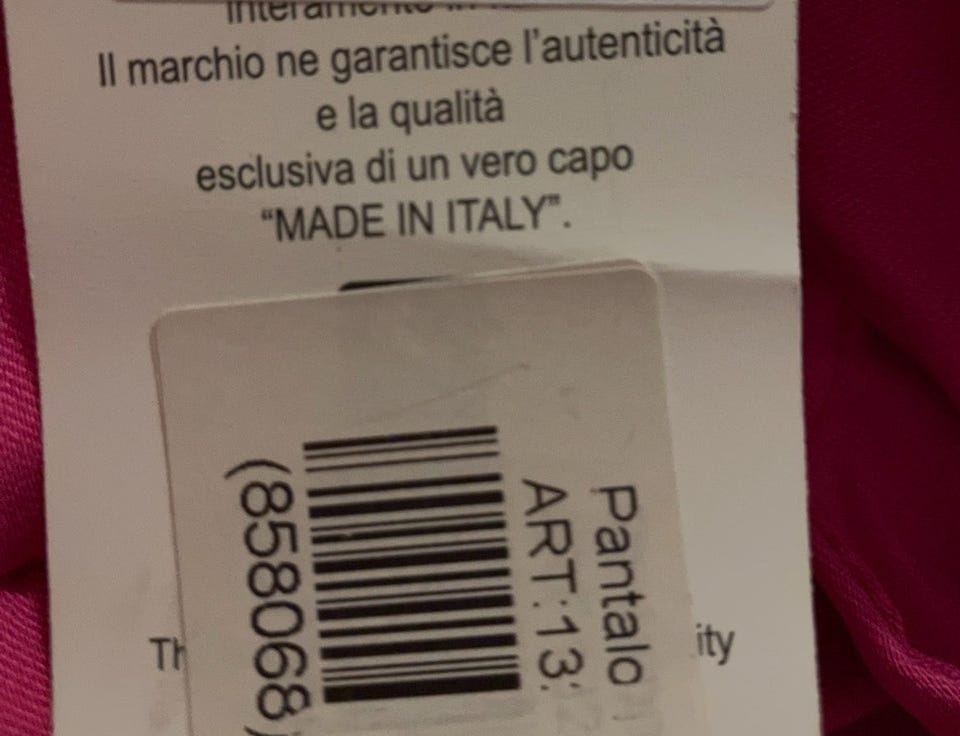 Il marchio ne garantisce l'autenticità
e la qualità
esclusiva di un vero capo
“MADE IN ITALY”.
Pantalo
ART:13
(858068)
Th
ity